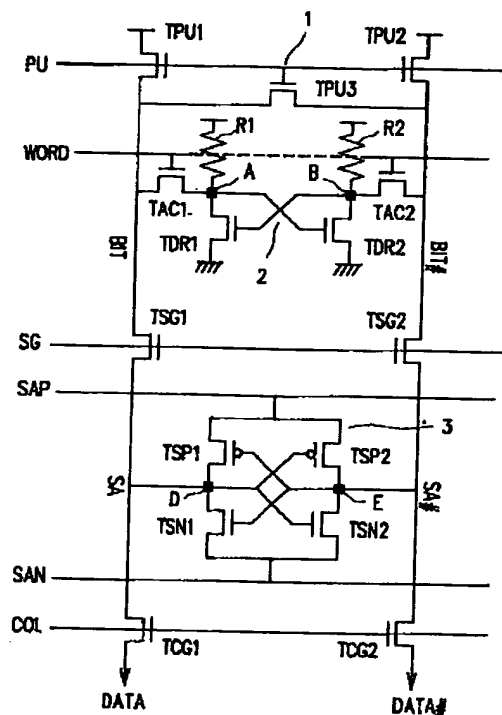 TPU1
1
TPU2
PU
TPU3
R1
R2
WORD
A
B
TAC1
TAC2
BIT
TDR1
2
TDR2
BIT#
TSG1
TSG2
SG
SAP
3
TSP1
TSP2
SA
D
E
SA#
TSN1
TSN2
SAN
COL
TCG1
TCG2
DATA
DATA#